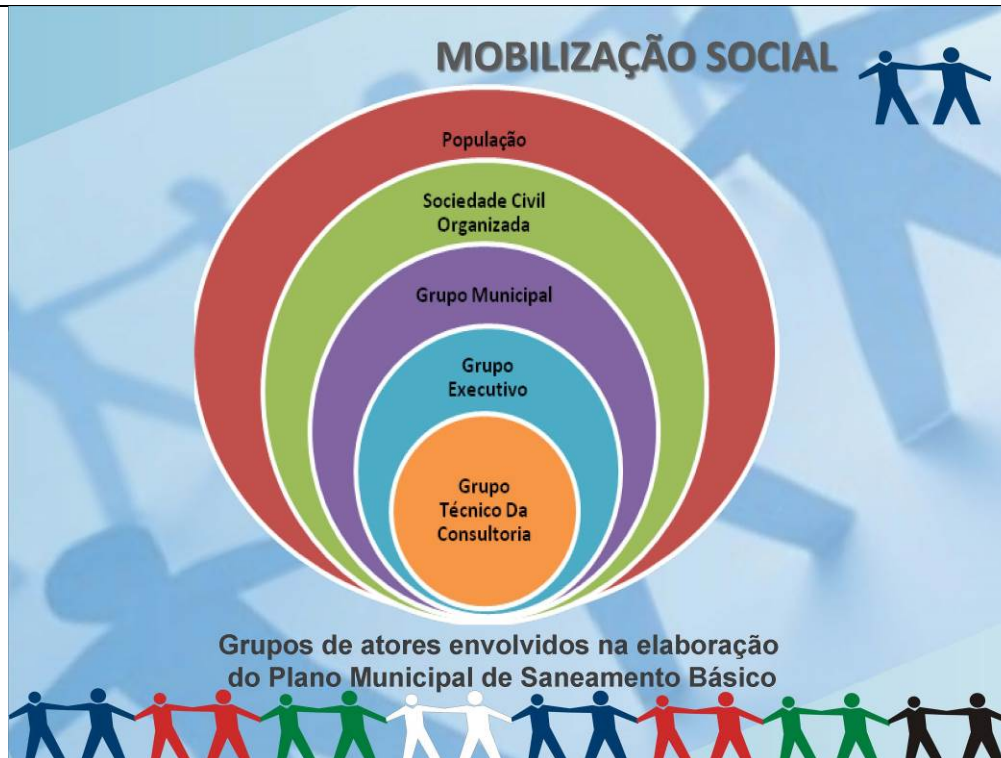 MOBILIZAÇÃO SOCIAL
População
Sociedade Civil
Organizada
Grupo Municipal
Grupo
Executivo
Grupo
Técnico Da
Consultoria
Grupos de atores envolvidos na elaboração
do Plano Municipal de Saneamento Básico